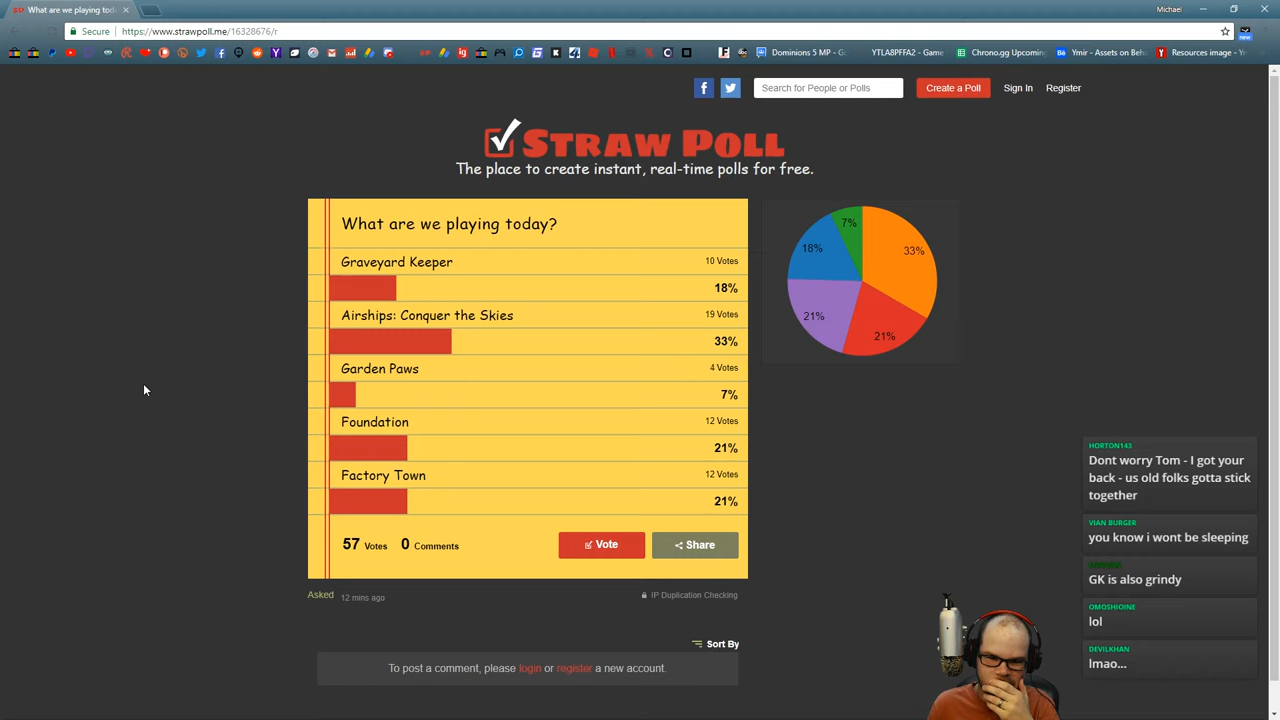 What are we playing tod
Michael
Secure
https://www.strawpoll.me/16328676/r
Dominions 5 MP - G
YTLA8PFFA2 - Game
Chrono.gg Upcoming
Ymir - Assets on Beh
Resources image - Y
new
Search for People or Polls
Create a Poll
Sign In
Register
STRAW POLL
The place to create instant, real-time polls for free.
What are we playing today?
Graveyard Keeper
10 Votes
18%
Airships: Conquer the Skies
19 Votes
33%
Garden Paws
4 Votes
7%
Foundation
12 Votes
21%
Factory Town
12 Votes
21%
57 Votes
0 Comments
Vote
Share
Asked
12 mins ago
IP Duplication Checking
Sort By
To post a comment, please login or register a new account.
7%
33%
18%
21%
21%
HORTON143
Dont worry Tom - I got your
back - us old folks gotta stick
together
VIAN BURGER
you know i wont be sleeping
GK is also grindy
OMOSHIOINE
lol
DEVILKHAN
lmao...